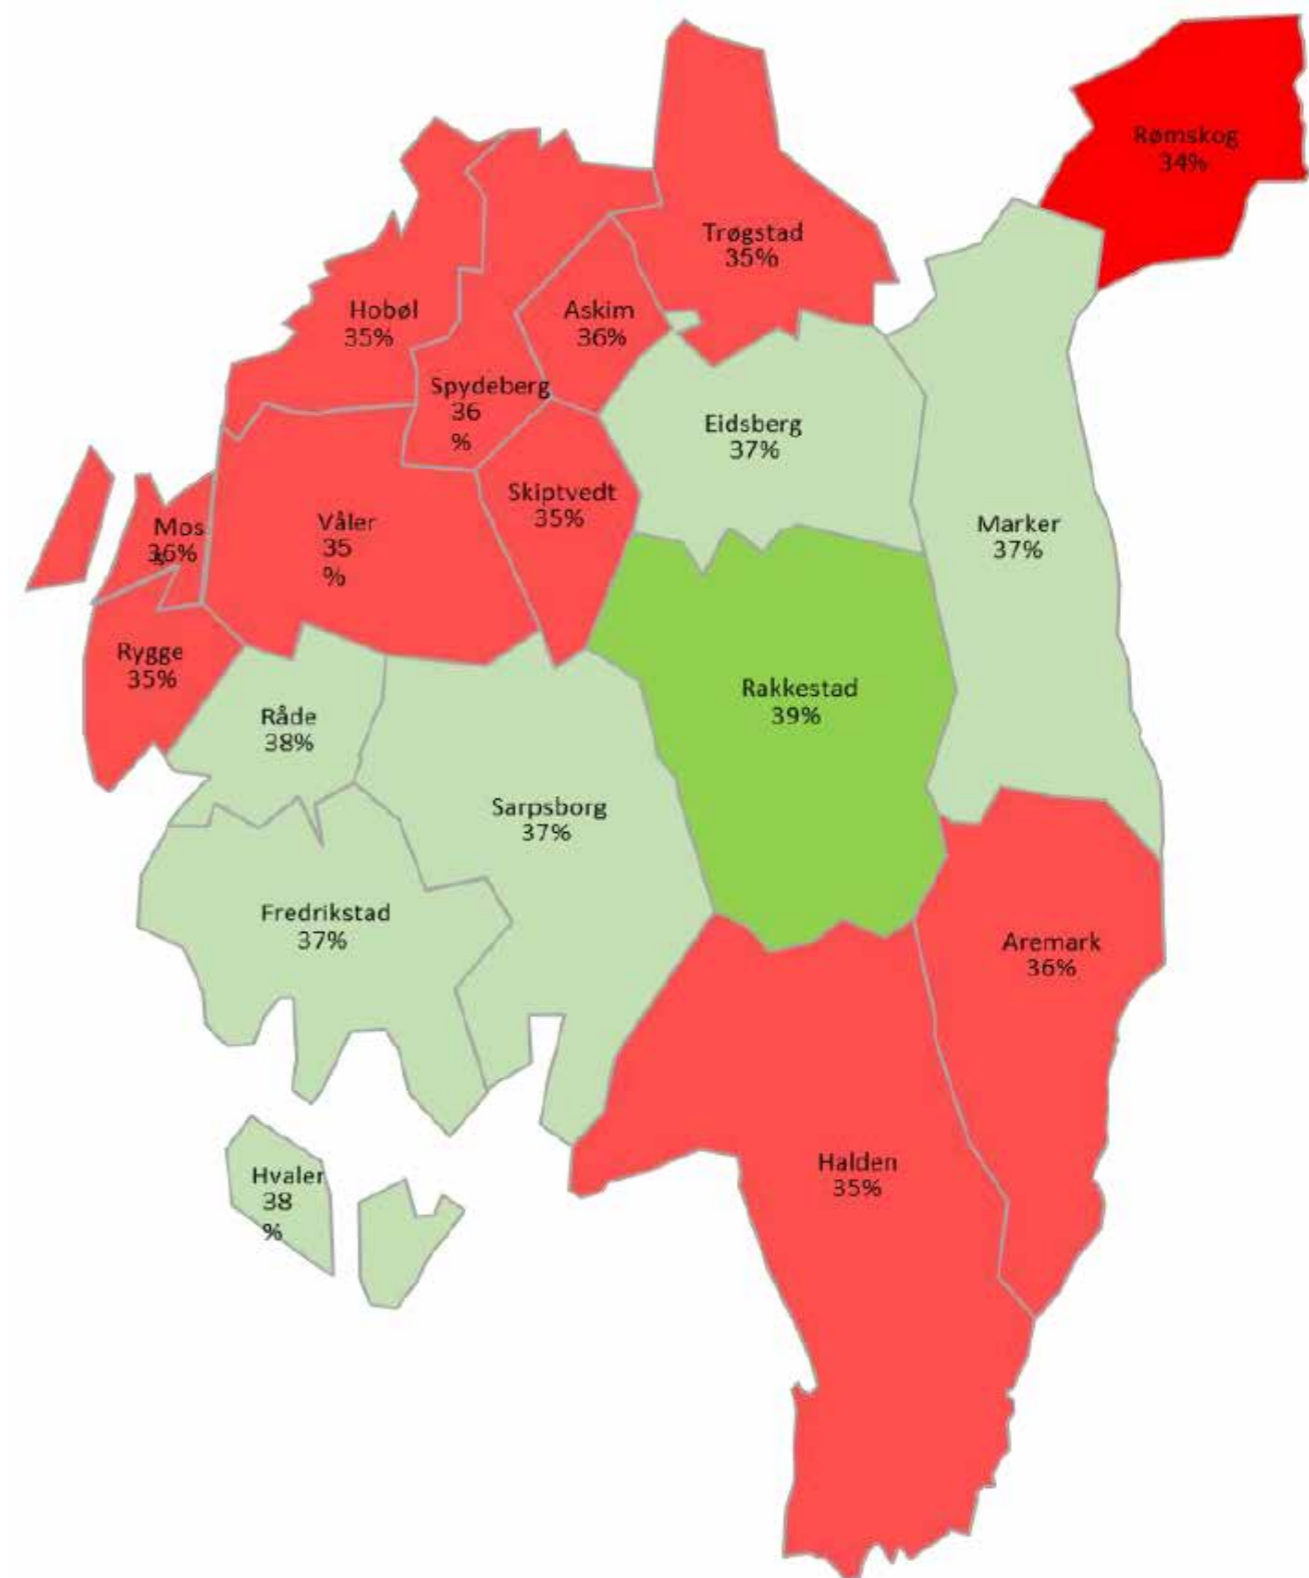 Rømskog
34%
Trøgstad
35%
Hobøl
35%
Askim
36%
Spydeberg
36
%
Eidsberg
37%
Skiptvedt
35%
Mos
s
36%
Våler
35
%
Marker
37%
Rygge
35%
Råde
38%
Rakkestad
39%
Sarpsborg
37%
Fredrikstad
37%
Aremark
36%
Halden
35%
Hvaler
38
%